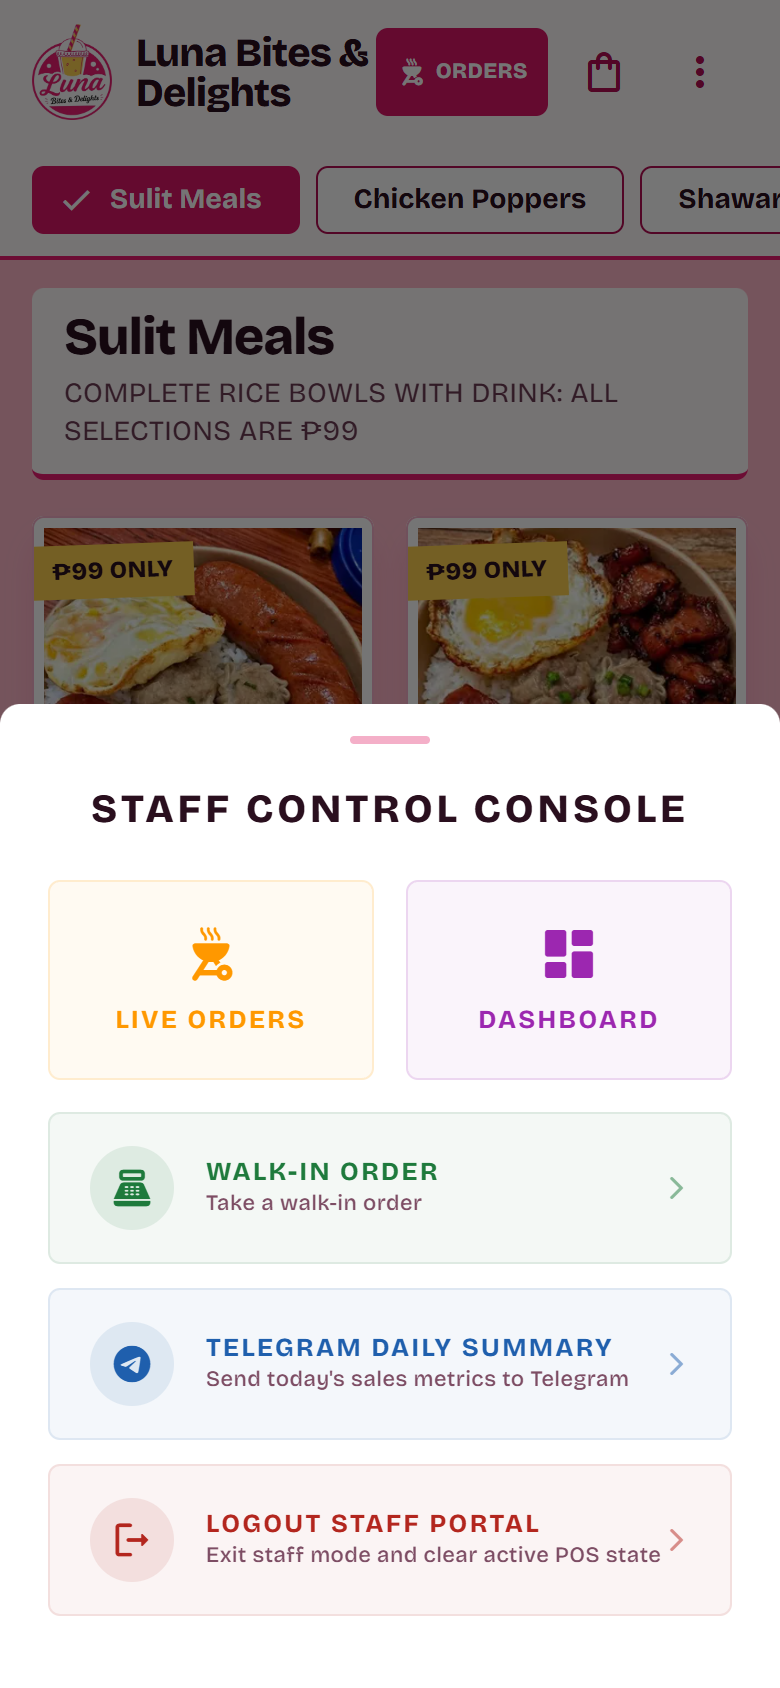 Luna
Bites & Delights
Luna Bites &
Delights
ORDERS
Sulit Meals
Chicken Poppers
Shawar
Sulit Meals
COMPLETE RICE BOWLS WITH DRINK: ALL
SELECTIONS ARE ₱99
₱99 ONLY
₱99 ONLY
STAFF CONTROL CONSOLE
LIVE ORDERS
DASHBOARD
WALK-IN ORDER
Take a walk-in order
TELEGRAM DAILY SUMMARY
Send today's sales metrics to Telegram
LOGOUT STAFF PORTAL
Exit staff mode and clear active POS state